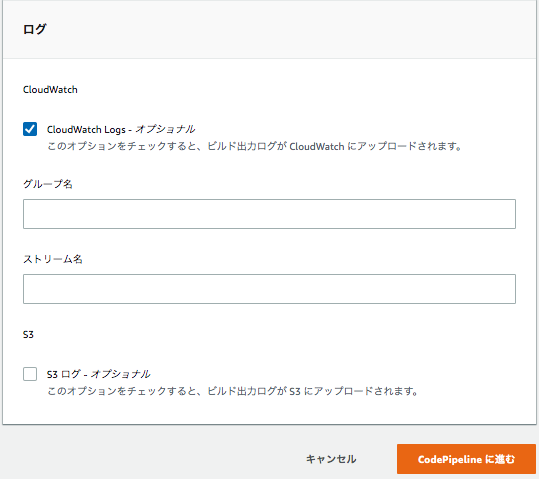 ログ
CloudWatch
CloudWatch Logs - オプショナル
このオプションをチェックすると、ビルド出力ログが CloudWatch にアップロードされます。
グループ名
ストリーム名
S3
S3 ログ - オプショナル
このオプションをチェックすると、ビルド出力ログが S3 にアップロードされます。
キャンセル
CodePipeline に進む